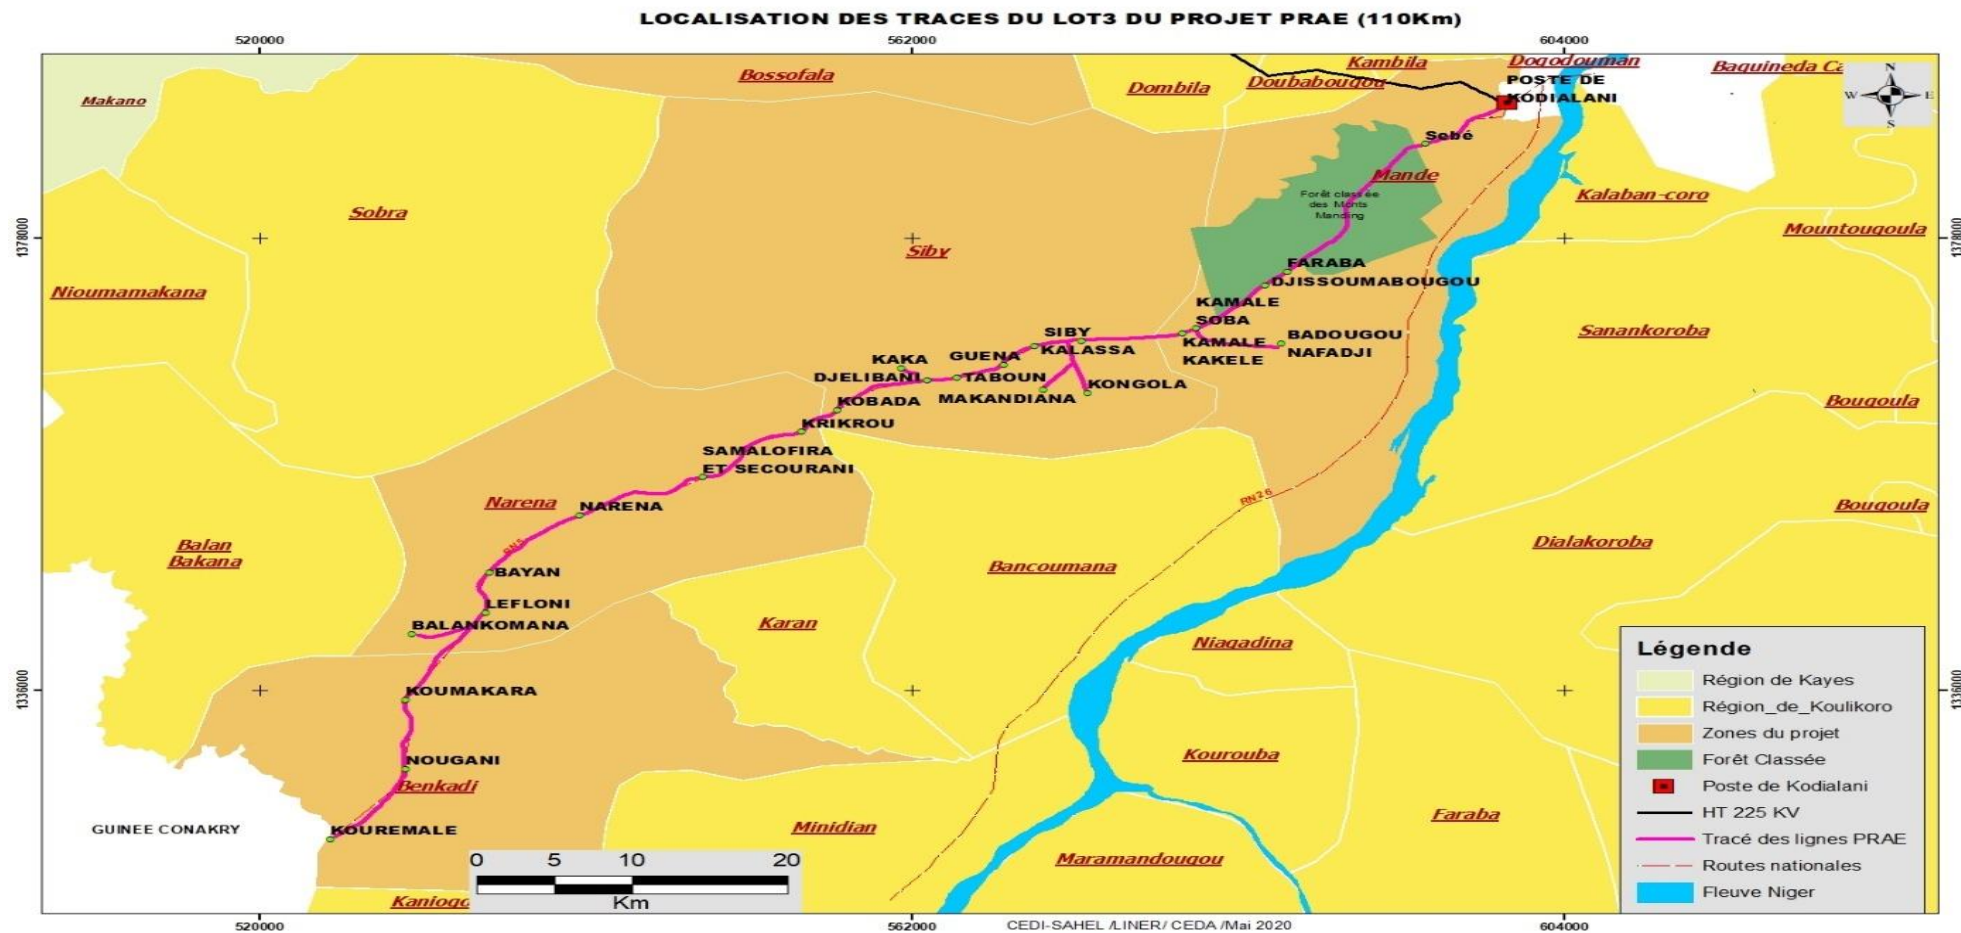 LOCALISATION DES TRACES DU LOT3 DU PROJET PRAE (110Km)
520000
562000
604000
Makano
Bossofala
Dombila
Kambila
Doubabougou
Dogodouman
Baguineda Ca
POSTE DE
KODIALANI
N
W
E
S
Sebé
Mande
Forêt classée
des Monts
Manding
Kalaban-coro
Sobra
Siby
1378000
1378000
Mountougoula
Nioumamakana
FARABA
DJISSOUMABOUGOU
KAMALE
SOBA
KAMALE
KAKELE
BADOUGOU
NAFADJI
Sanankoroba
SIBY
KALASSA
GUENA
KAKA
DJELIBANI
TABOUN
MAKANDIANA
KONGOLA
KOBADA
KRIKROU
Bougoula
SAMALOFIRA
ET SECOURANI
Narena
NARENA
RN26
Bougoula
RN5
Balan
Bakana
Dialakoroba
BAYAN
Bancoumana
LEFLONI
BALANKOMANA
Karan
Niagadina
1336000
1336000
KOUMAKARA
NOUGANI
Benkadi
Kourouba
GUINEE CONAKRY
KOUREMALE
Minidian
Faraba
Maramandougou
Kaniogo
0
5
10
20
Km
Légende
Région de Kayes
Région_de_Koulikoro
Zones du projet
Forêt Classée
Poste de Kodialani
HT 225 KV
Tracé des lignes PRAE
Routes nationales
Fleuve Niger
520000
562000
604000
CEDI-SAHEL /LINER/ CEDA /Mai 2020